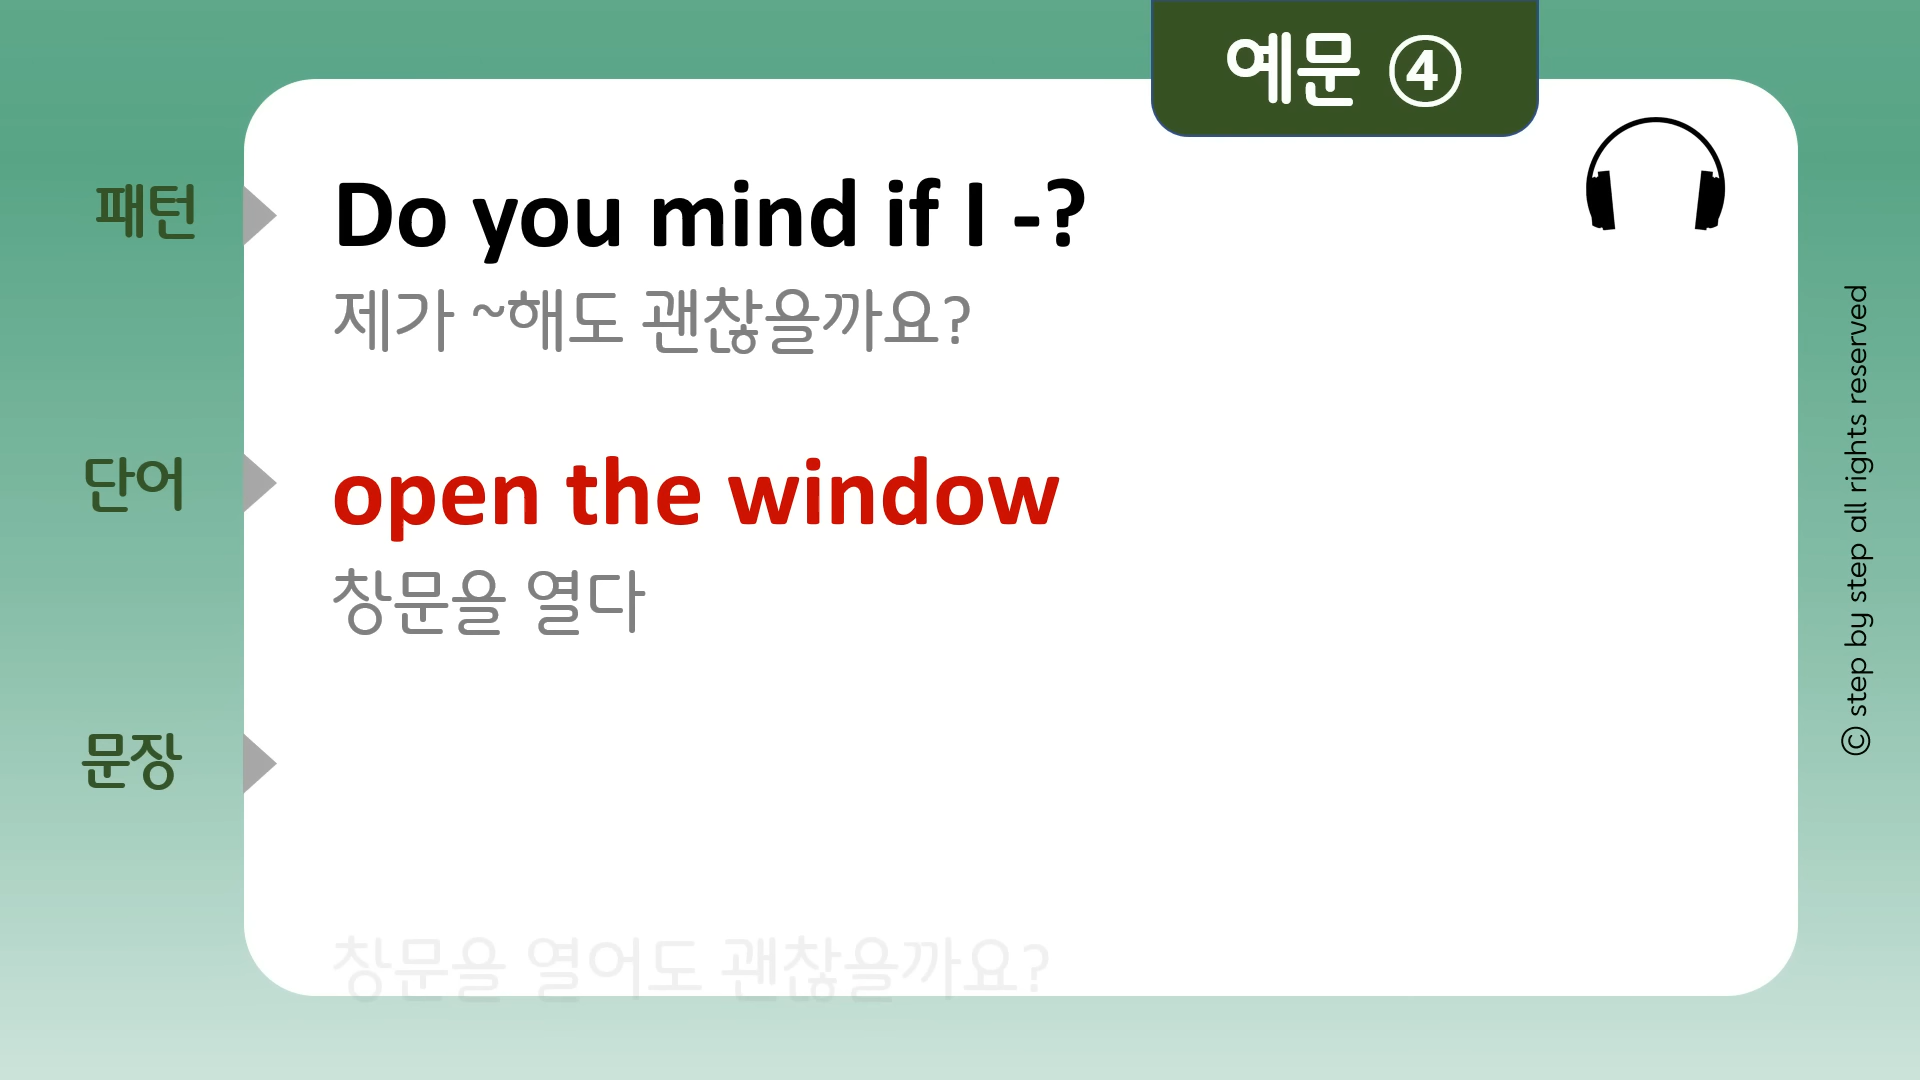 예문 ④
패턴
Do you mind if I -?
제가 ~해도 괜찮을까요?
단어
open the window
창문을 열다
문장
창문을 열어도 괜찮을까요?
© step by step all rights reserved